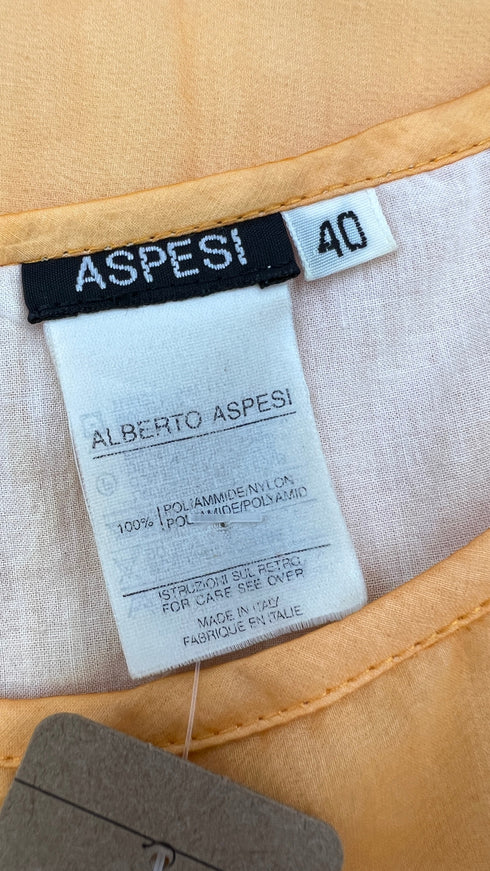 ASPESI
40
ALBERTO ASPESI
100% POLIAMMIDE/NYLON
/POLYAMID
ISTRUZIONI SUL RETRO
FOR CARE SEE OVER
MADE IN ITALY
FABRIQUE EN ITALIE